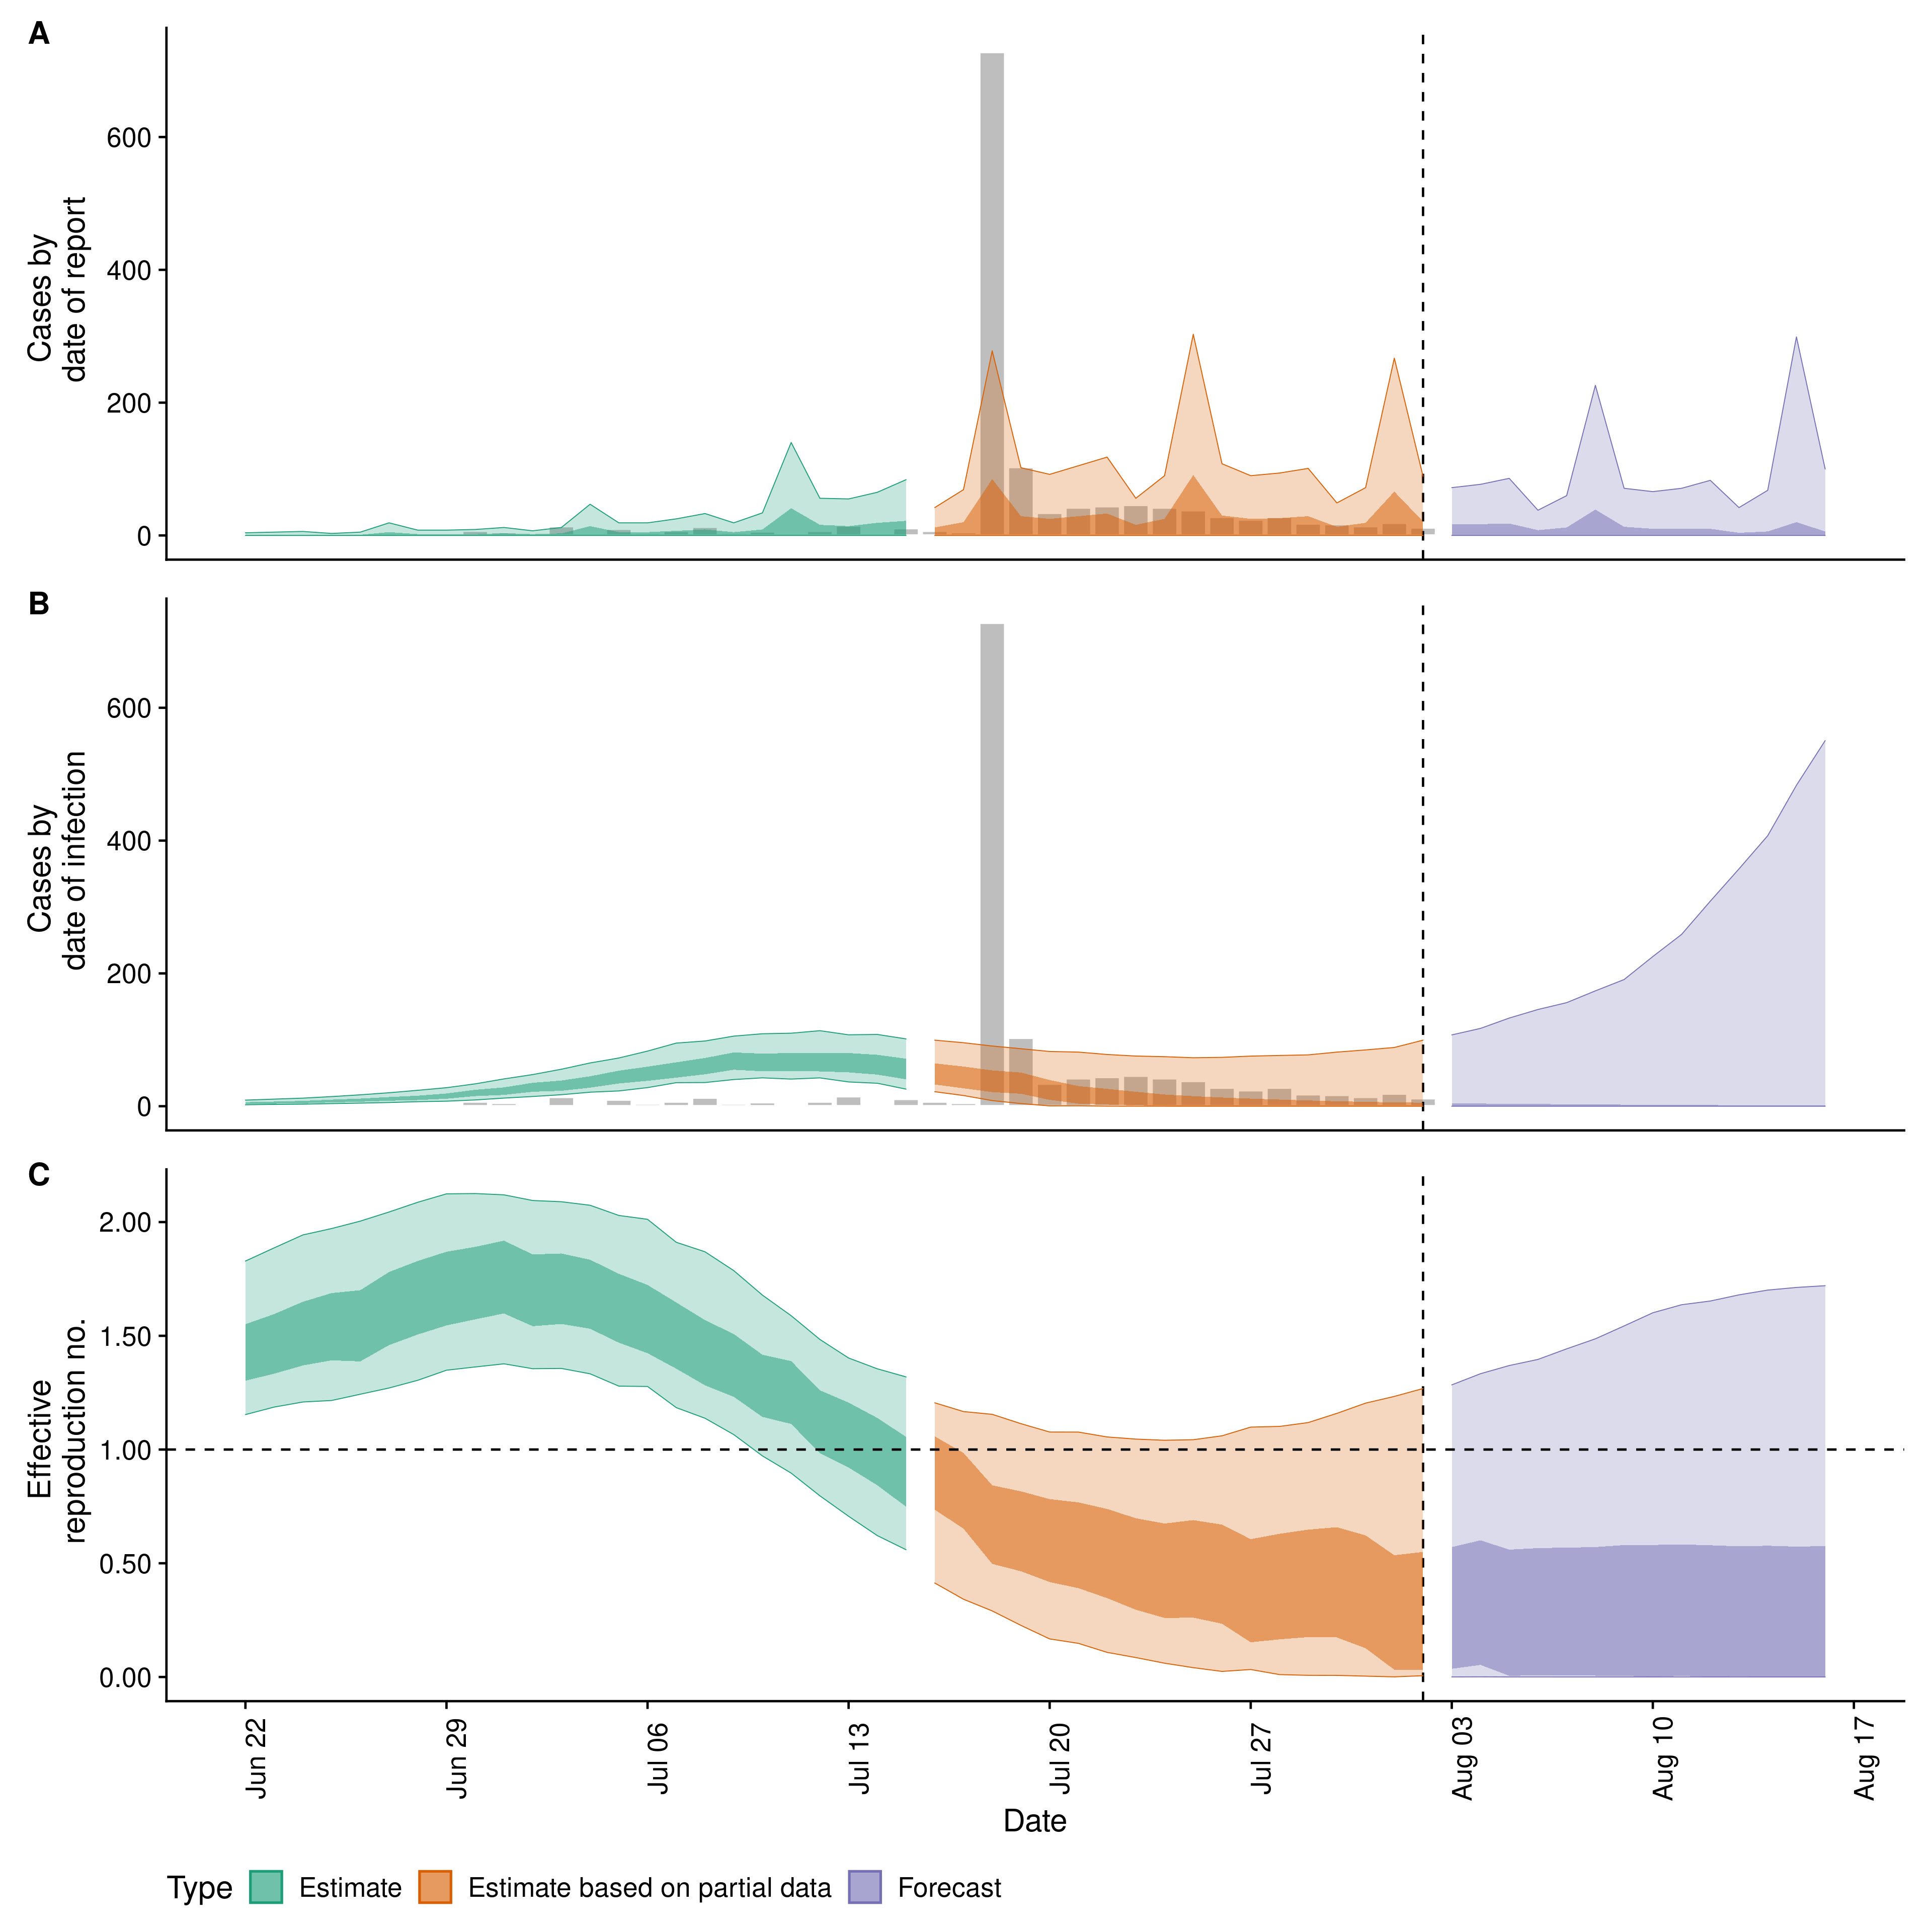 A
Cases by
date of report
600
400
200
0
B
Cases by
date of infection
600
400
200
0
C
Effective
reproduction no.
2.00
1.50
1.00
0.50
0.00
Jun 22
Jun 29
Jul 06
Jul 13
Jul 20
Jul 27
Aug 03
Aug 10
Aug 17
Date
Type
Estimate
Estimate based on partial data
Forecast